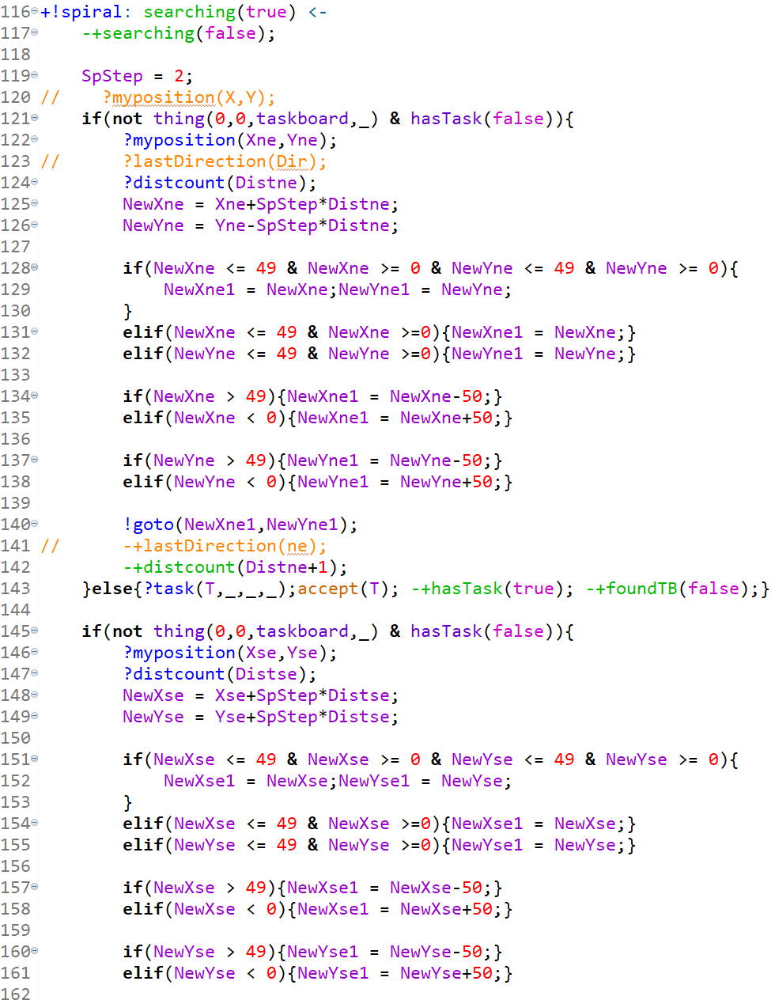 116 +!spiral: searching(true) <-
117     -+searching(false);
118
119     SpStep = 2;
120 //     ?myposition(X,Y);
121     if(not thing(0,0,taskboard,_) & hasTask(false)){
122         ?myposition(Xne,Yne);
123 //      ?lastDirection(Dir);
124         ?distcount(Distne);
125         NewXne = Xne+SpStep*Distne;
126         NewYne = Yne-SpStep*Distne;
127
128         if(NewXne <= 49 & NewXne >= 0 & NewYne <= 49 & NewYne >= 0){
129             NewXne1 = NewXne;NewYne1 = NewYne;
130         }
131         elif(NewXne <= 49 & NewXne >=0){NewXne1 = NewXne;}
132         elif(NewYne <= 49 & NewYne >=0){NewYne1 = NewYne;}
133
134         if(NewXne > 49){NewXne1 = NewXne-50;}
135         elif(NewXne < 0){NewXne1 = NewXne+50;}
136
137         if(NewYne > 49){NewYne1 = NewYne-50;}
138         elif(NewYne < 0){NewYne1 = NewYne+50;}
139
140         !goto(NewXne1,NewYne1);
141 //      -+lastDirection(ne);
142         -+distcount(Distne+1);
143     }else{?task(T,_,_,_);accept(T); -+hasTask(true); -+foundTB(false);}
144
145     if(not thing(0,0,taskboard,_) & hasTask(false)){
146         ?myposition(Xse,Yse);
147         ?distcount(Distse);
148         NewXse = Xse+SpStep*Distse;
149         NewYse = Yse+SpStep*Distse;
150
151         if(NewXse <= 49 & NewXse >= 0 & NewYse <= 49 & NewYse >= 0){
152             NewXse1 = NewXse;NewYse1 = NewYse;
153         }
154         elif(NewXse <= 49 & NewXse >=0){NewXse1 = NewXse;}
155         elif(NewYse <= 49 & NewYse >=0){NewYse1 = NewYse;}
156
157         if(NewXse > 49){NewXse1 = NewXse-50;}
158         elif(NewXse < 0){NewXse1 = NewXse+50;}
159
160         if(NewYse > 49){NewYse1 = NewYse-50;}
161         elif(NewYse < 0){NewYse1 = NewYse+50;}
162